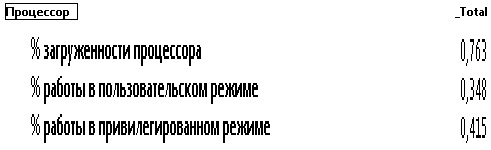 Процессор _Total
% загруженности процессора 0,763
% работы в пользовательском режиме 0,348
% работы в привилегированном режиме 0,415